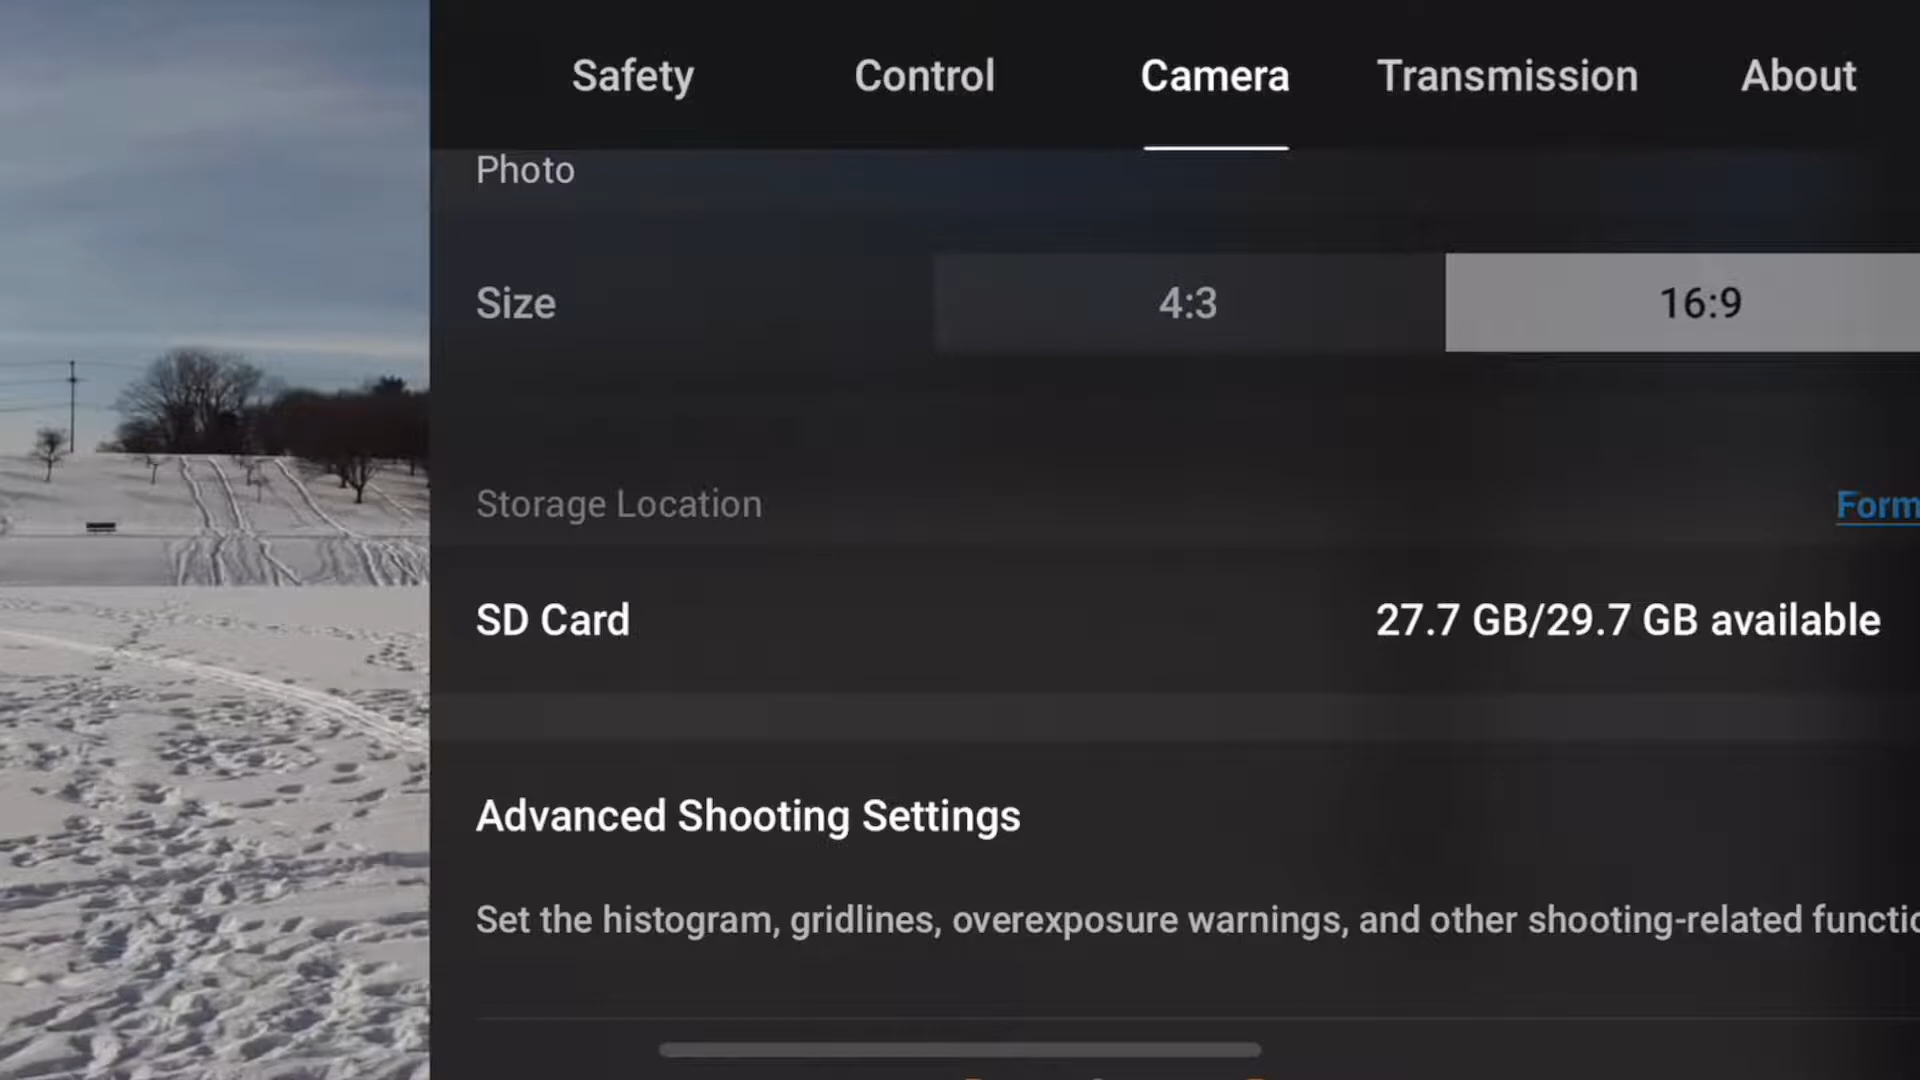 Safety Control Camera Transmission About
Photo
Size 4:3 16:9
Storage Location Form
SD Card 27.7 GB/29.7 GB available
Advanced Shooting Settings
Set the histogram, gridlines, overexposure warnings, and other shooting-related functio